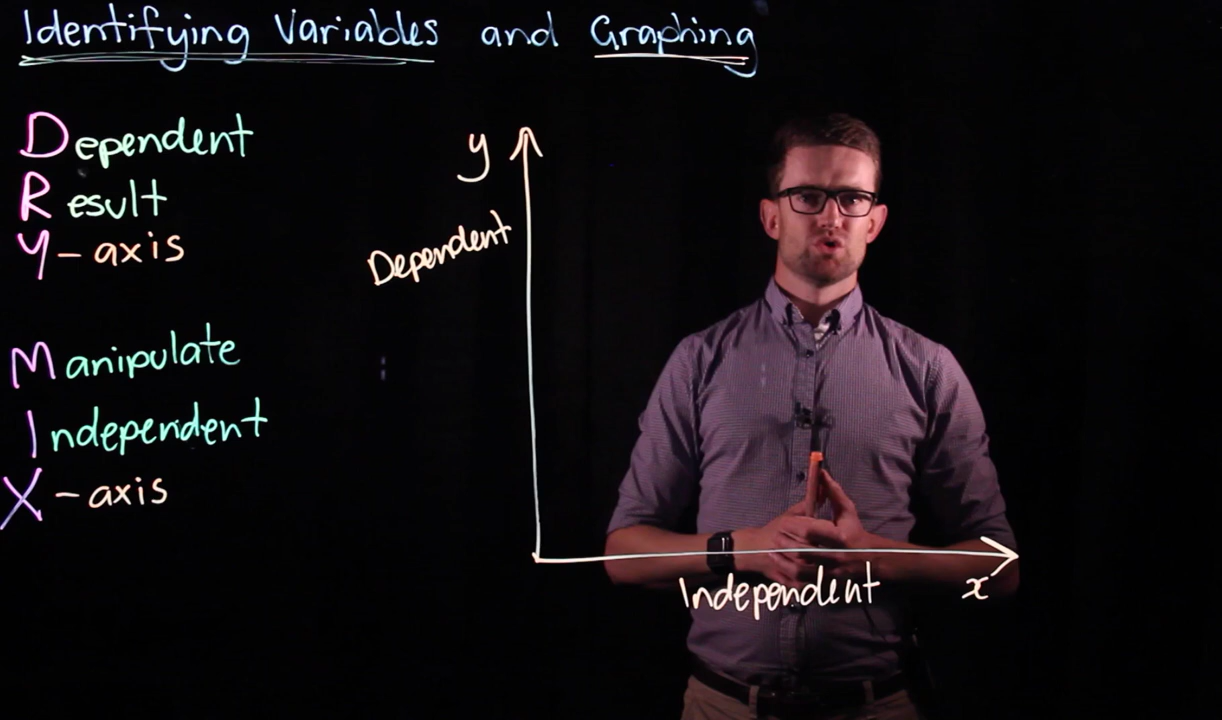 Identifying Variables and Graphing
Dependent
Result
Y-axis
Manipulate
Independent
X-axis
y
Dependent
Independent
x